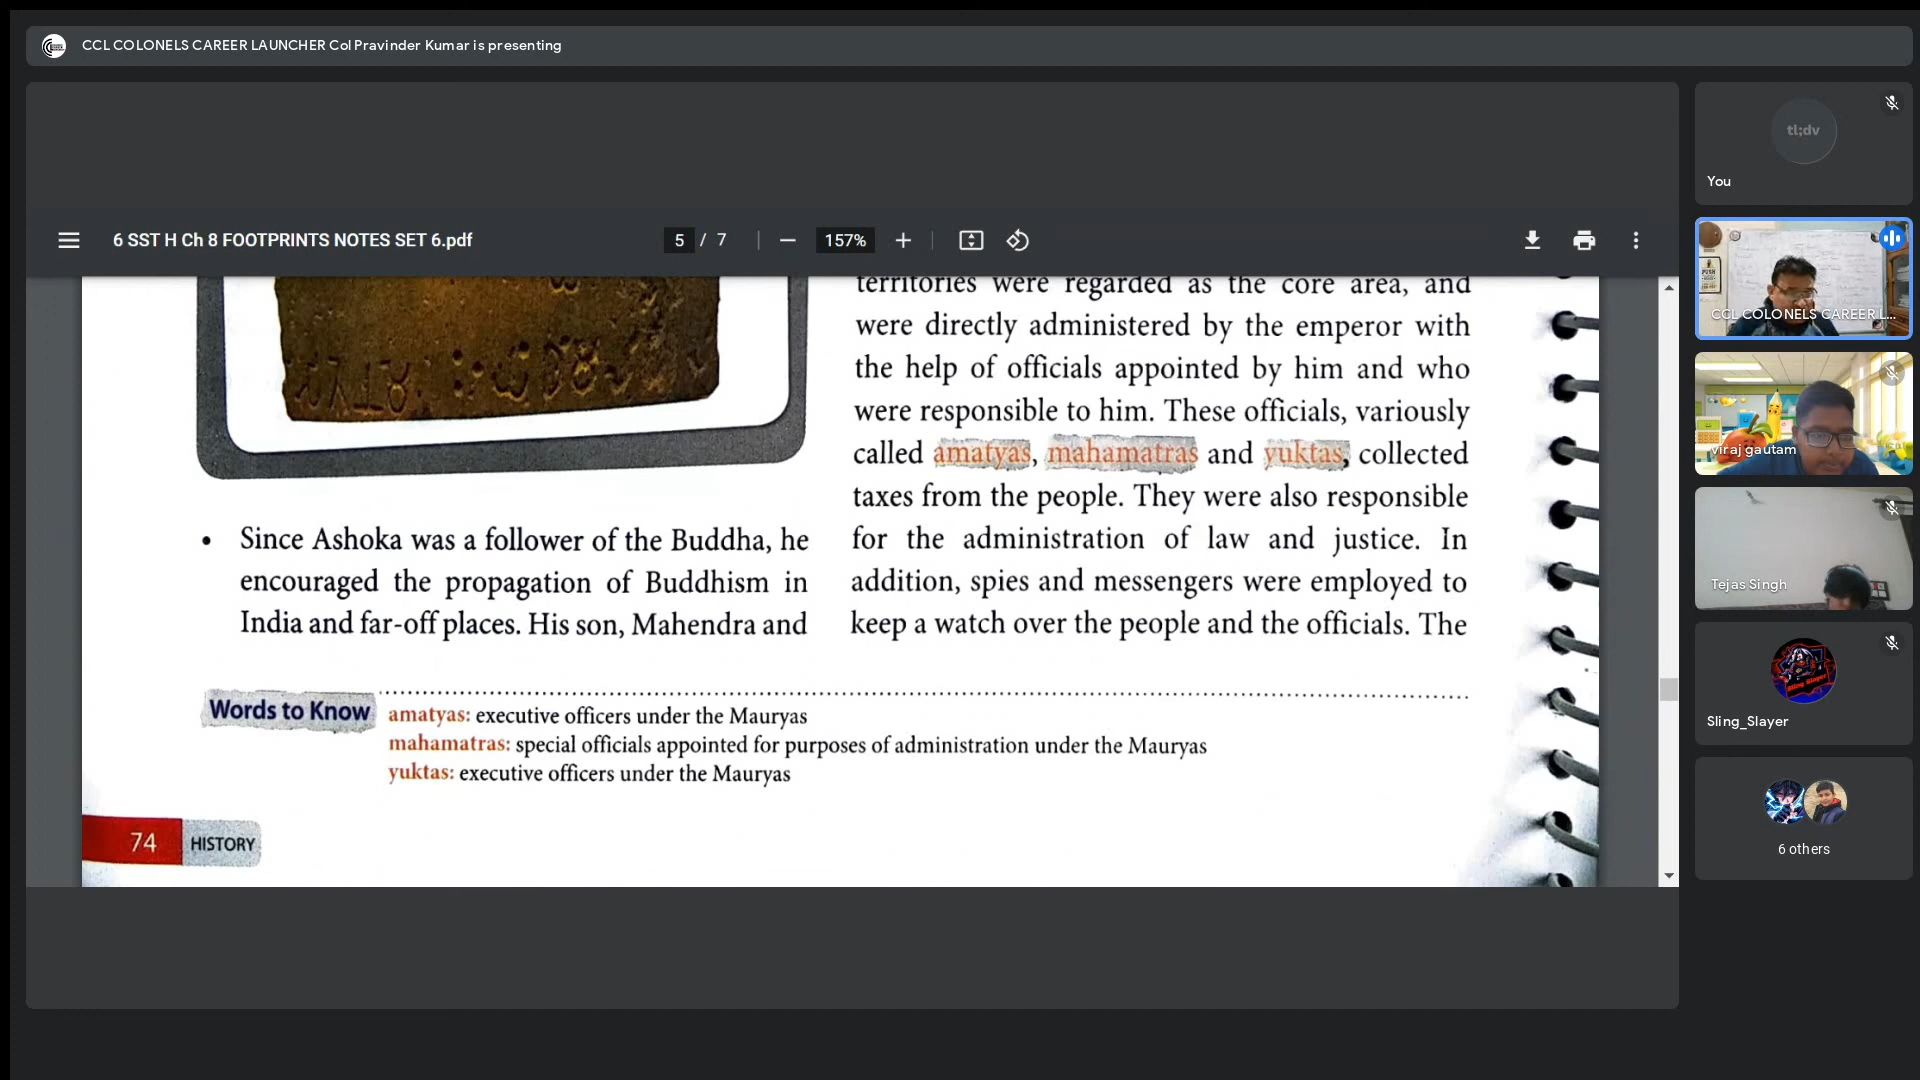 CCL COLONELS CAREER LAUNCHER Col Pravinder Kumar is presenting
6 SST H Ch 8 FOOTPRINTS NOTES SET 6.pdf
5 / 7
157%
Since Ashoka was a follower of the Buddha, he
encouraged the propagation of Buddhism in
India and far-off places. His son, Mahendra and
territories were regarded as the core area, and
were directly administered by the emperor with
the help of officials appointed by him and who
were responsible to him. These officials, variously
called amatyas, mahamatras and yuktas, collected
taxes from the people. They were also responsible
for the administration of law and justice. In
addition, spies and messengers were employed to
keep a watch over the people and the officials. The
Words to Know
amatyas: executive officers under the Mauryas
mahamatras: special officials appointed for purposes of administration under the Mauryas
yuktas: executive officers under the Mauryas
74 HISTORY
tl;dv
You
PUSH
CCL COLONELS CAREER L...
viraj gautam
Tejas Singh
Sling Slayer
Sling_Slayer
6 others